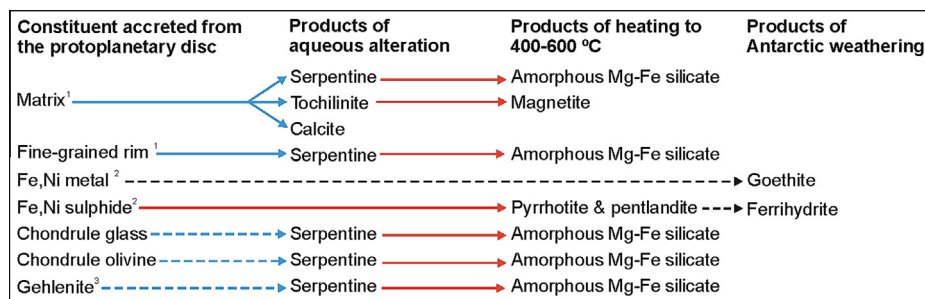 Constituent accreted from the protoplanetary disc
Products of aqueous alteration
Products of heating to 400-600 ºC
Products of Antarctic weathering
Matrix¹
Serpentine Amorphous Mg-Fe silicate
Tochilinite Magnetite
Calcite
Fine-grained rim ¹ Serpentine Amorphous Mg-Fe silicate
Fe,Ni metal ² Goethite
Fe,Ni sulphide² Pyrrhotite & pentlandite Ferrihydrite
Chondrule glass Serpentine Amorphous Mg-Fe silicate
Chondrule olivine Serpentine Amorphous Mg-Fe silicate
Gehlenite³ Serpentine Amorphous Mg-Fe silicate